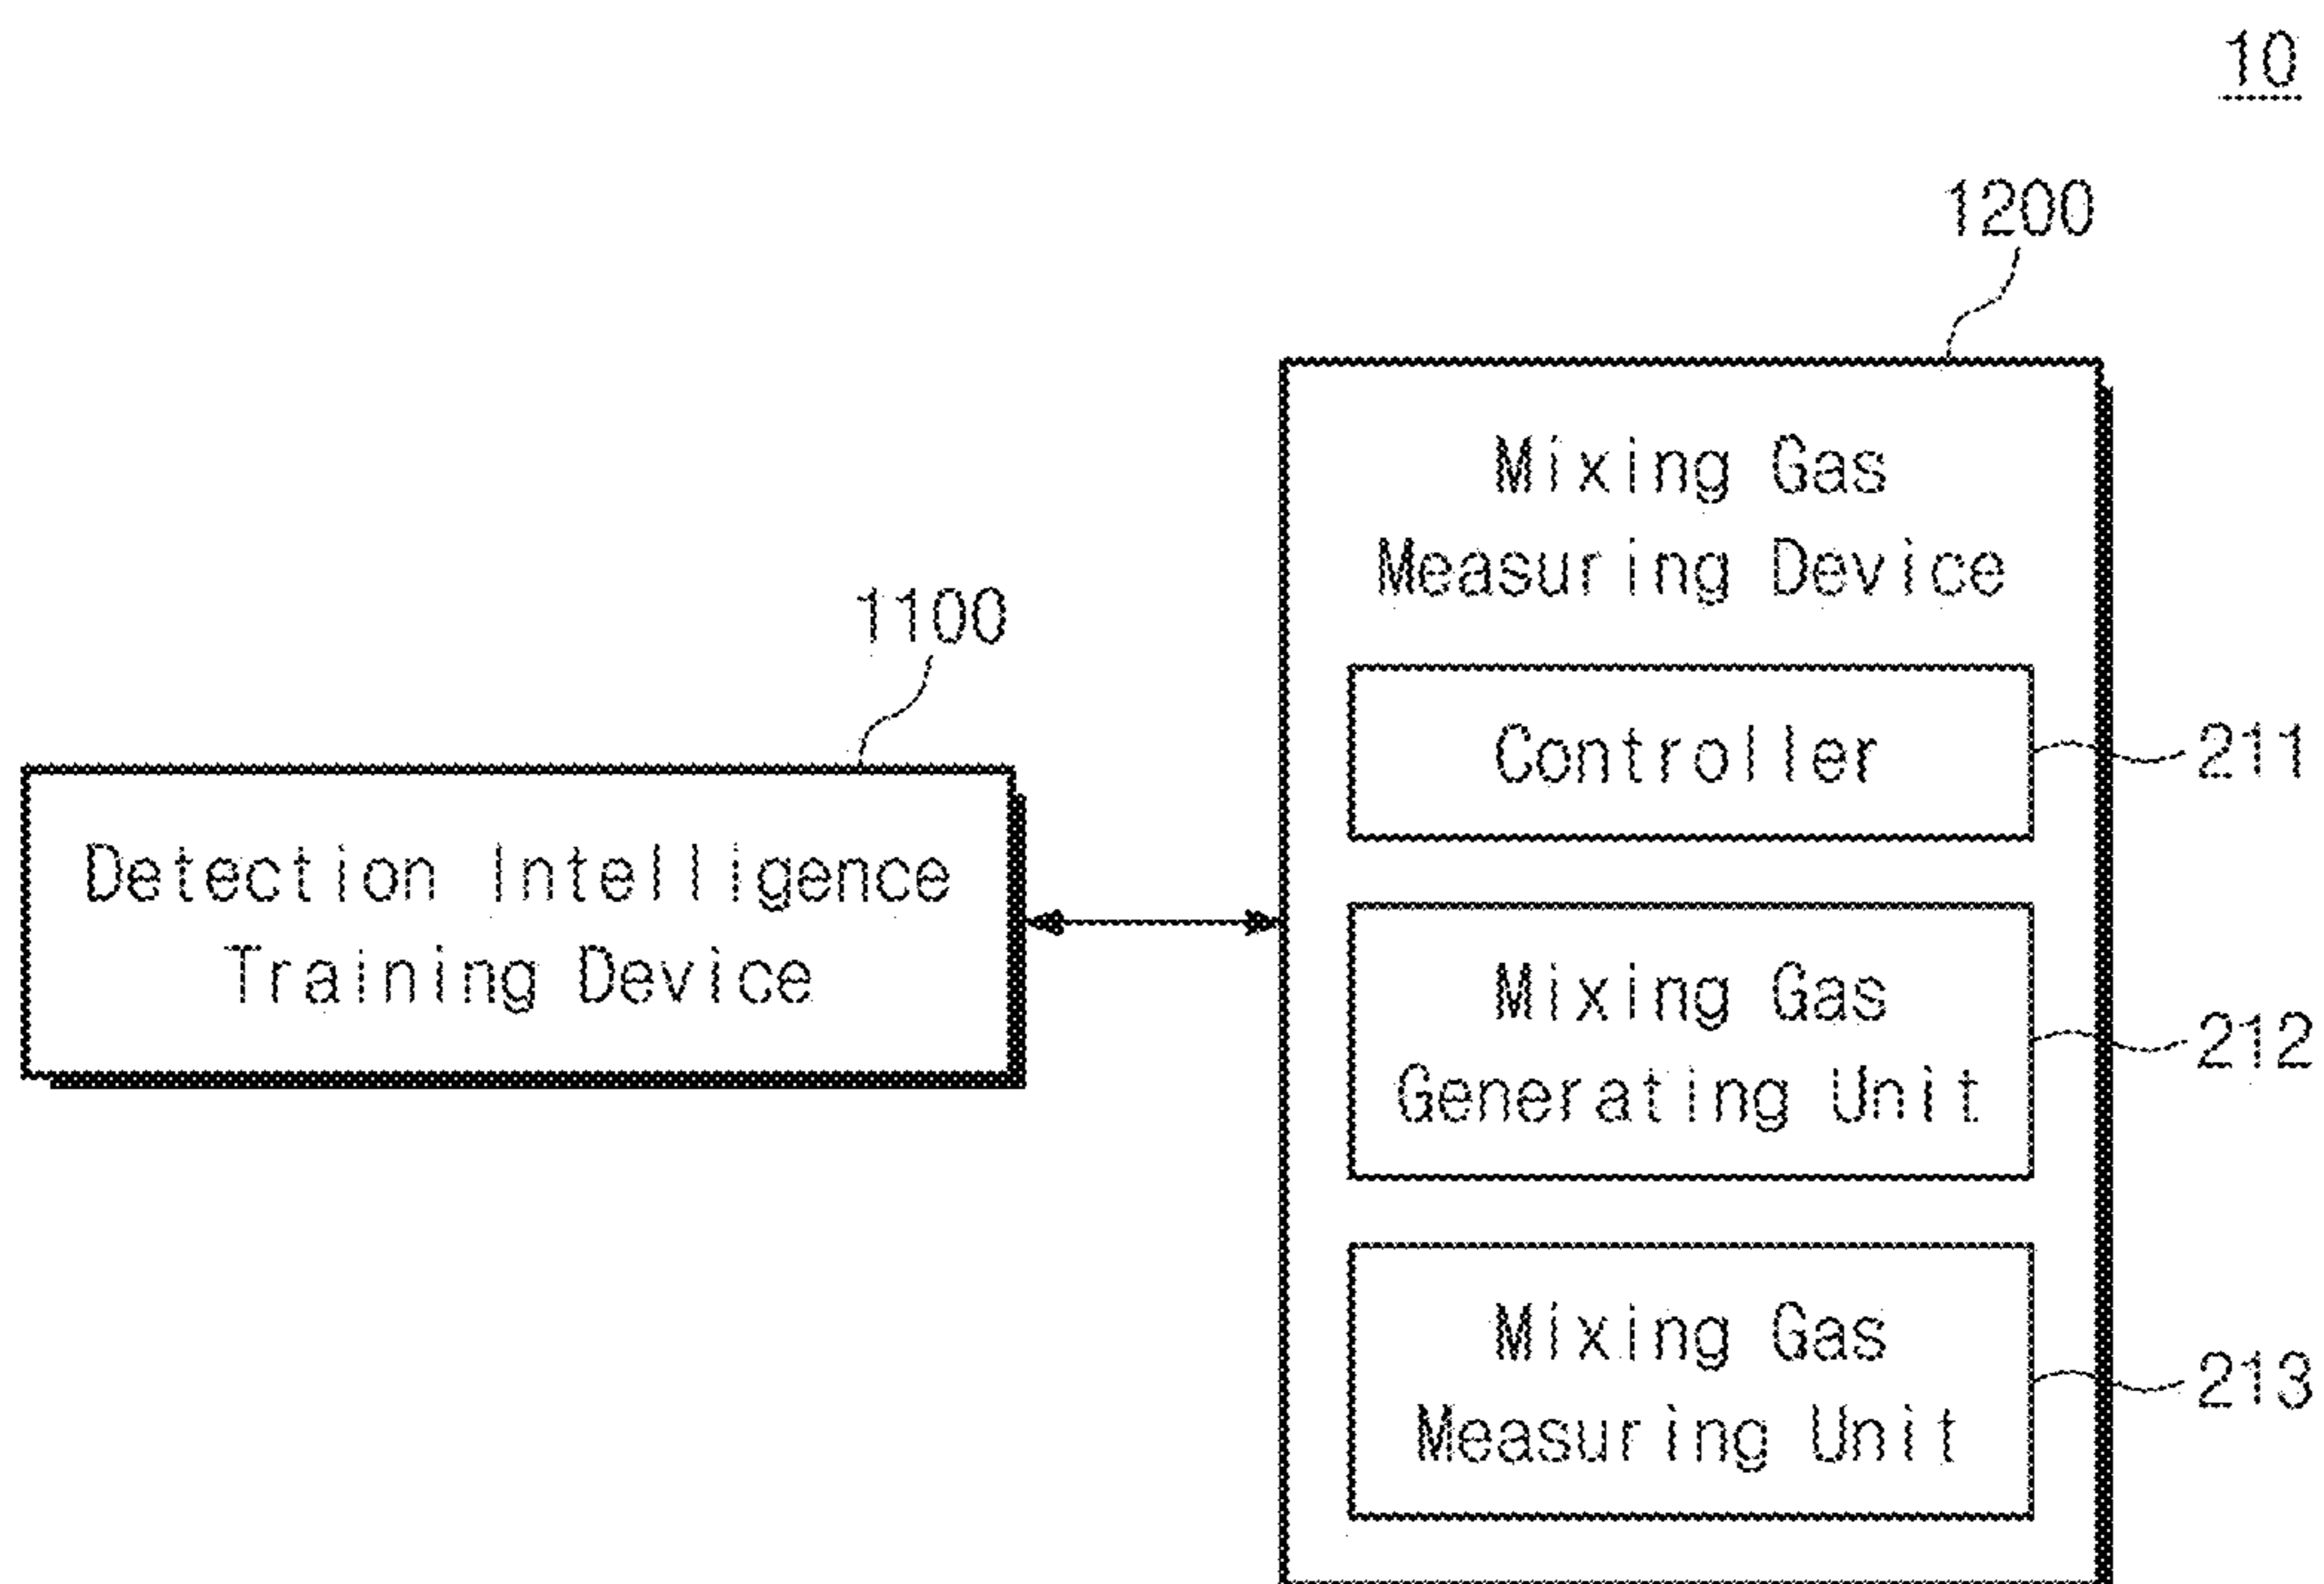 10
1200
Mixing Gas
Measuring Device
1100
Controller
211
Detection Intelligence
Training Device
Mixing Gas
Generating Unit
212
Mixing Gas
Measuring Unit
213